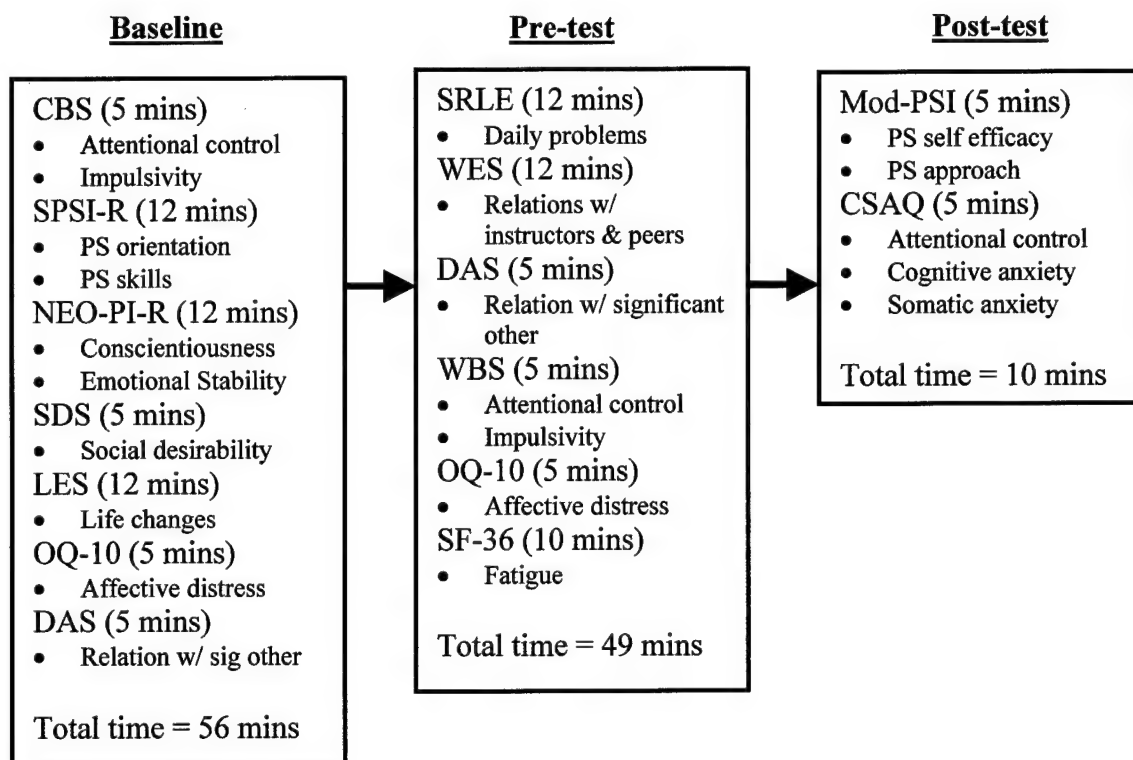 Baseline
CBS (5 mins)
• Attentional control
• Impulsivity
SPSI-R (12 mins)
• PS orientation
• PS skills
NEO-PI-R (12 mins)
• Conscientiousness
• Emotional Stability
SDS (5 mins)
• Social desirability
LES (12 mins)
• Life changes
OQ-10 (5 mins)
• Affective distress
DAS (5 mins)
• Relation w/ sig other
Total time = 56 mins
Pre-test
SRLE (12 mins)
• Daily problems
WES (12 mins)
• Relations w/
instructors & peers
DAS (5 mins)
• Relation w/ significant
other
WBS (5 mins)
• Attentional control
• Impulsivity
OQ-10 (5 mins)
• Affective distress
SF-36 (10 mins)
• Fatigue
Total time = 49 mins
Post-test
Mod-PSI (5 mins)
• PS self efficacy
• PS approach
CSAQ (5 mins)
• Attentional control
• Cognitive anxiety
• Somatic anxiety
Total time = 10 mins